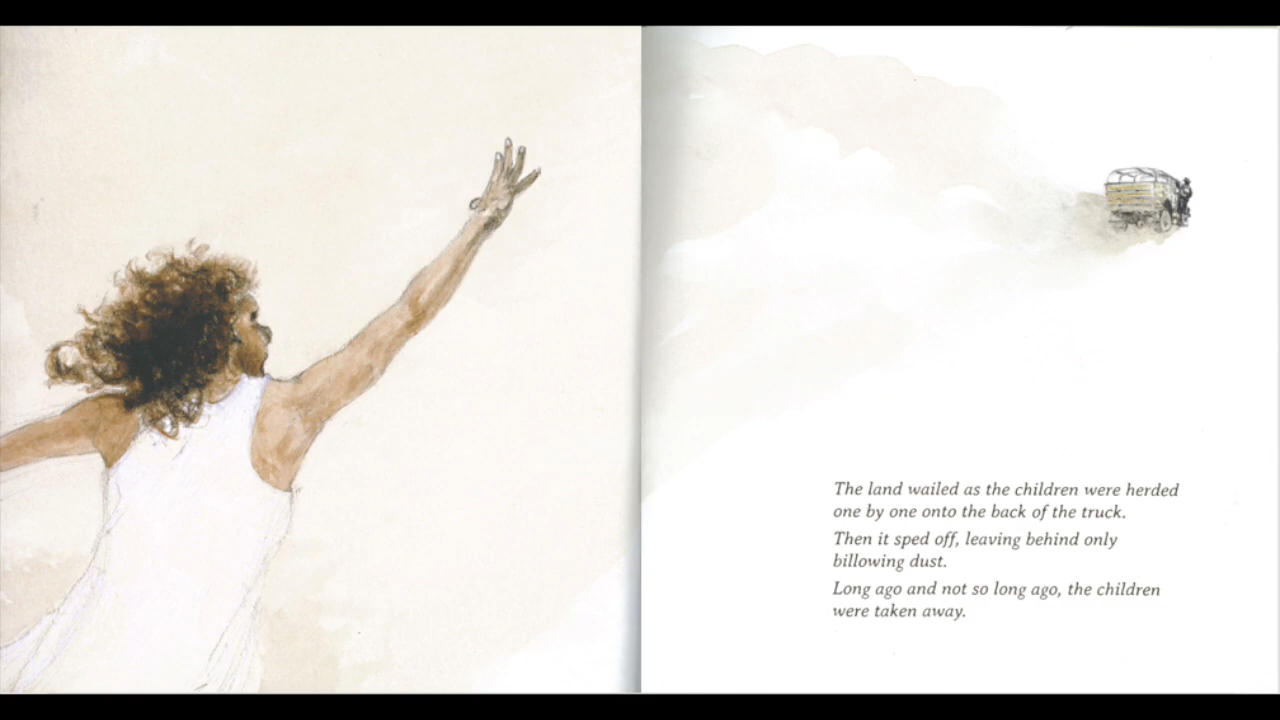 The land wailed as the children were herded
one by one onto the back of the truck.
Then it sped off, leaving behind only
billowing dust.
Long ago and not so long ago, the children
were taken away.